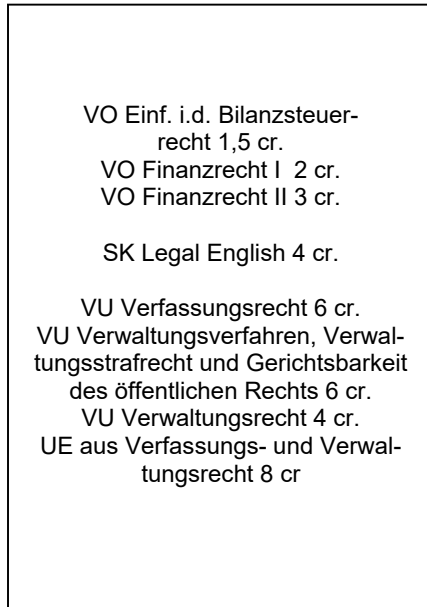 VO Einf. i.d. Bilanzsteuer-
recht 1,5 cr.
VO Finanzrecht I  2 cr.
VO Finanzrecht II 3 cr.
SK Legal English 4 cr.
VU Verfassungsrecht 6 cr.
VU Verwaltungsverfahren, Verwal-
tungsstrafrecht und Gerichtsbarkeit
des öffentlichen Rechts 6 cr.
VU Verwaltungsrecht 4 cr.
UE aus Verfassungs- und Verwal-
tungsrecht 8 cr